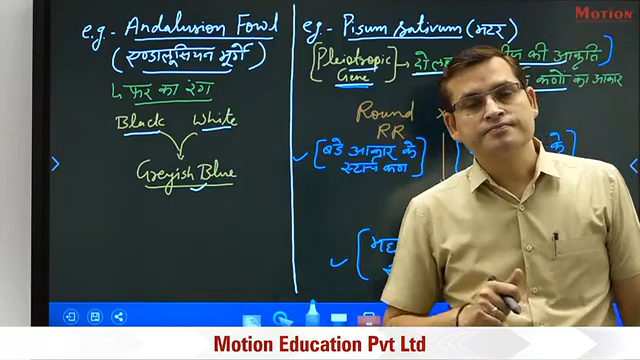 e.g.- Andalusion Fowl
(एण्डालूसियन मुर्गे)
↳ फर का रंग
Black White
Greyish Blue
e.g.- Pisum sativum (मटर)
[Pleiotropic Gene → दो की आकृति
कणो का आकार
Round
RR
[बडे आकार के
स्टार्च कण]
के
MOTION
Motion Education Pvt Ltd